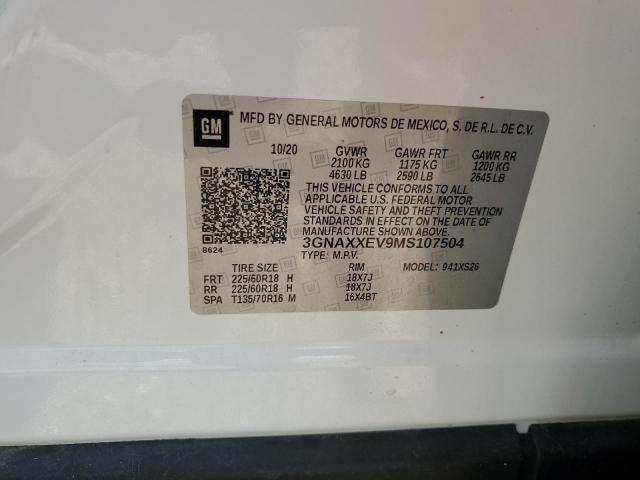 GM MFD BY GENERAL MOTORS DE MEXICO, S. DE R.L. DE C.V.
10/20 GVWR GAWR FRT GAWR RR
2100 KG 1175 KG 1200 KG
4630 LB 2590 LB 2645 LB
THIS VEHICLE CONFORMS TO ALL
APPLICABLE U.S. FEDERAL MOTOR
VEHICLE SAFETY AND THEFT PREVENTION
STANDARDS IN EFFECT ON THE DATE OF
MANUFACTURE SHOWN ABOVE.
3GNAXXEV9MS107504
8624 TYPE: M.P.V. MODEL: 941XS26
TIRE SIZE RIM
FRT 225/60R18 H 18X7J
RR 225/60R18 H 18X7J
SPA T135/70R16 M 16X4BT